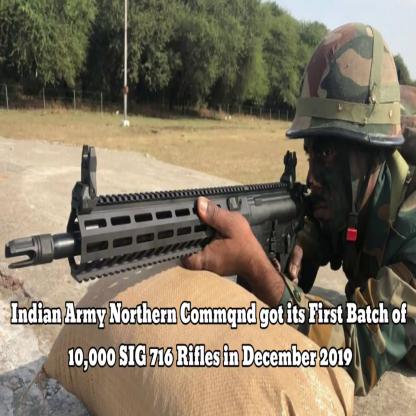 Indian Army Northern Commqnd got its First Batch of
10,000 SIG 716 Rifles in December 2019